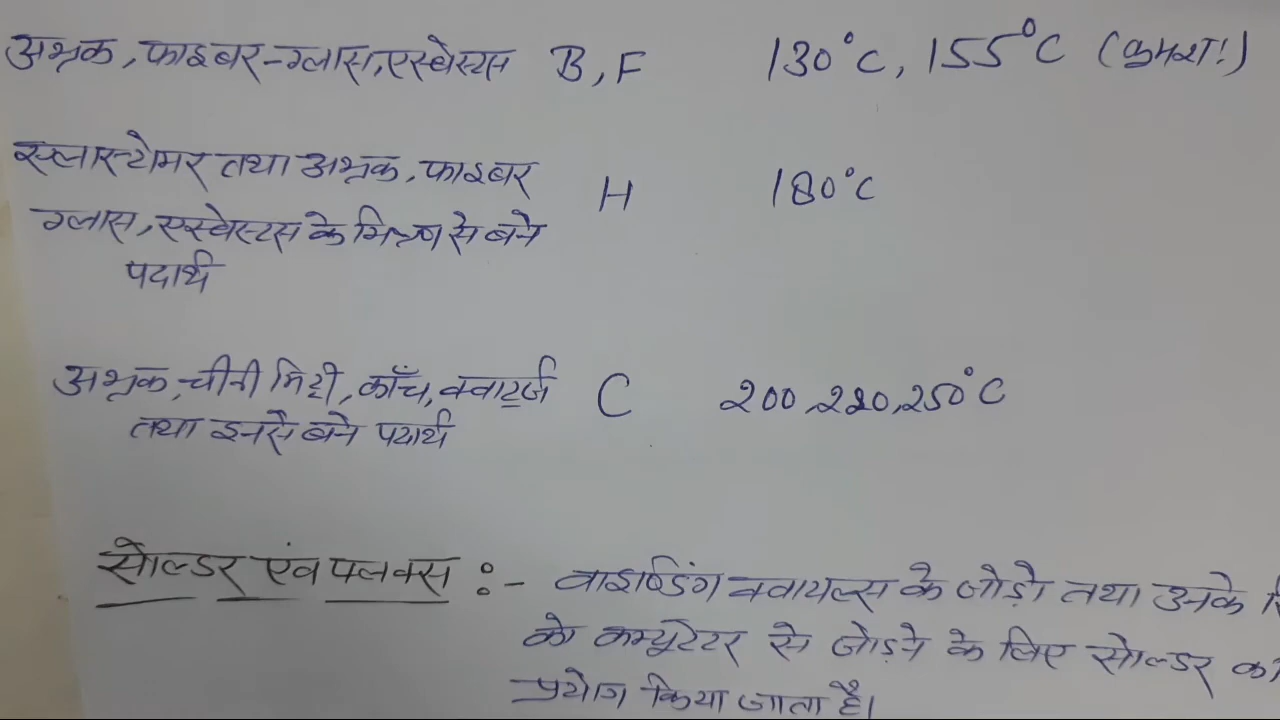 अभ्रक, फाइबर-ग्लास, एस्बेस्टस B, F 130°C, 155°C (क्रमशः)
इलास्टोमर तथा अभ्रक, फाइबर
ग्लास, एस्बेस्टस के मिश्रण से बने H 180°C
पदार्थ
अभ्रक, चीनी मिट्टी, काँच, क्वार्ट्ज C 200, 220, 250°C
तथा इनसे बने पदार्थ
सोल्डर एंव फ्लक्स :- वाइण्डिंग क्वायल्स के जोड़ो तथा उनके
को कम्यूटेटर से जोड़ने के लिए सोल्डर का
प्रयोग किया जाता है।